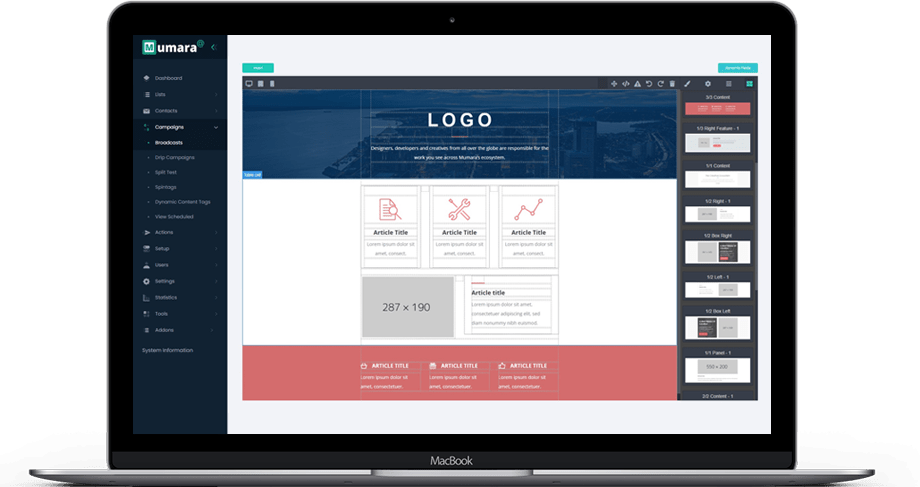 Mumara@
Dashboard
Lists
Contacts
Campaigns
Broadcasts
Drip Campaigns
Split Test
Spintags
Dynamic Content Tags
View Scheduled
Actions
Setup
Users
Settings
Statistics
Tools
Addons
System Information
Dynamic Fields
LOGO
Designers, developers and creatives from all over the globe are responsible for the
work you see across Mumara's ecosystem.
Table cell
Article Title
Lorem ipsum dolor sit
amet, consect.
Article Title
Lorem ipsum dolor sit
amet, consect.
Article Title
Lorem ipsum dolor sit
amet, consect.
287 × 190
Article title
Lorem ipsum dolor sit amet,
consectetuer adipiscing elit, sed
diam nonummy nibh euismod.
ARTICLE TITLE
Lorem ipsum dolor sit
amet, consectetuer.
ARTICLE TITLE
Lorem ipsum dolor sit
amet, consectetuer.
ARTICLE TITLE
Lorem ipsum dolor sit
amet, consectetuer.
3/3 Content
1/3 Right Feature - 1
1/1 Content
1/2 Right - 1
1/2 Box Right
1/2 Left - 1
1/2 Box Left
1/1 Panel - 1
550 × 200
2/2 Content - 1
MacBook